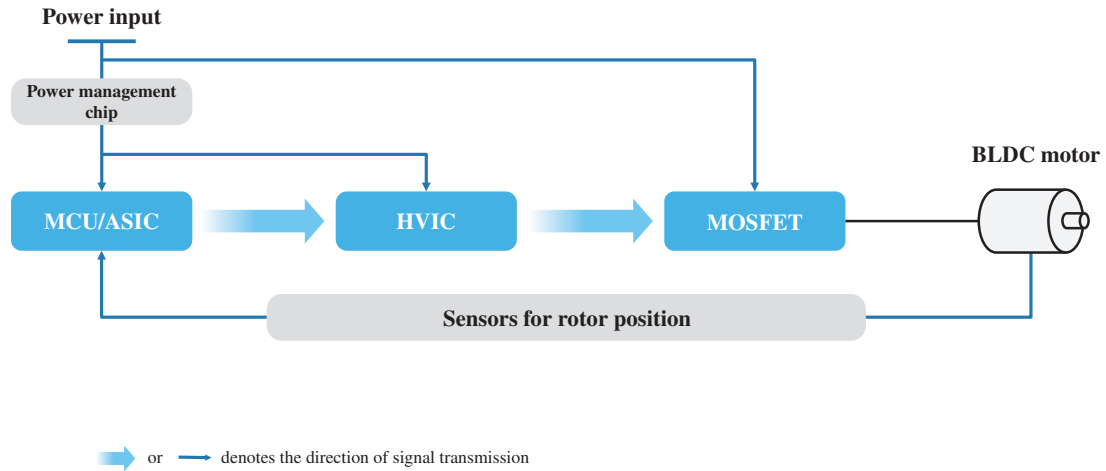 Power input
Power management
chip
BLDC motor
MCU/ASIC
HVIC
MOSFET
Sensors for rotor position
or denotes the direction of signal transmission